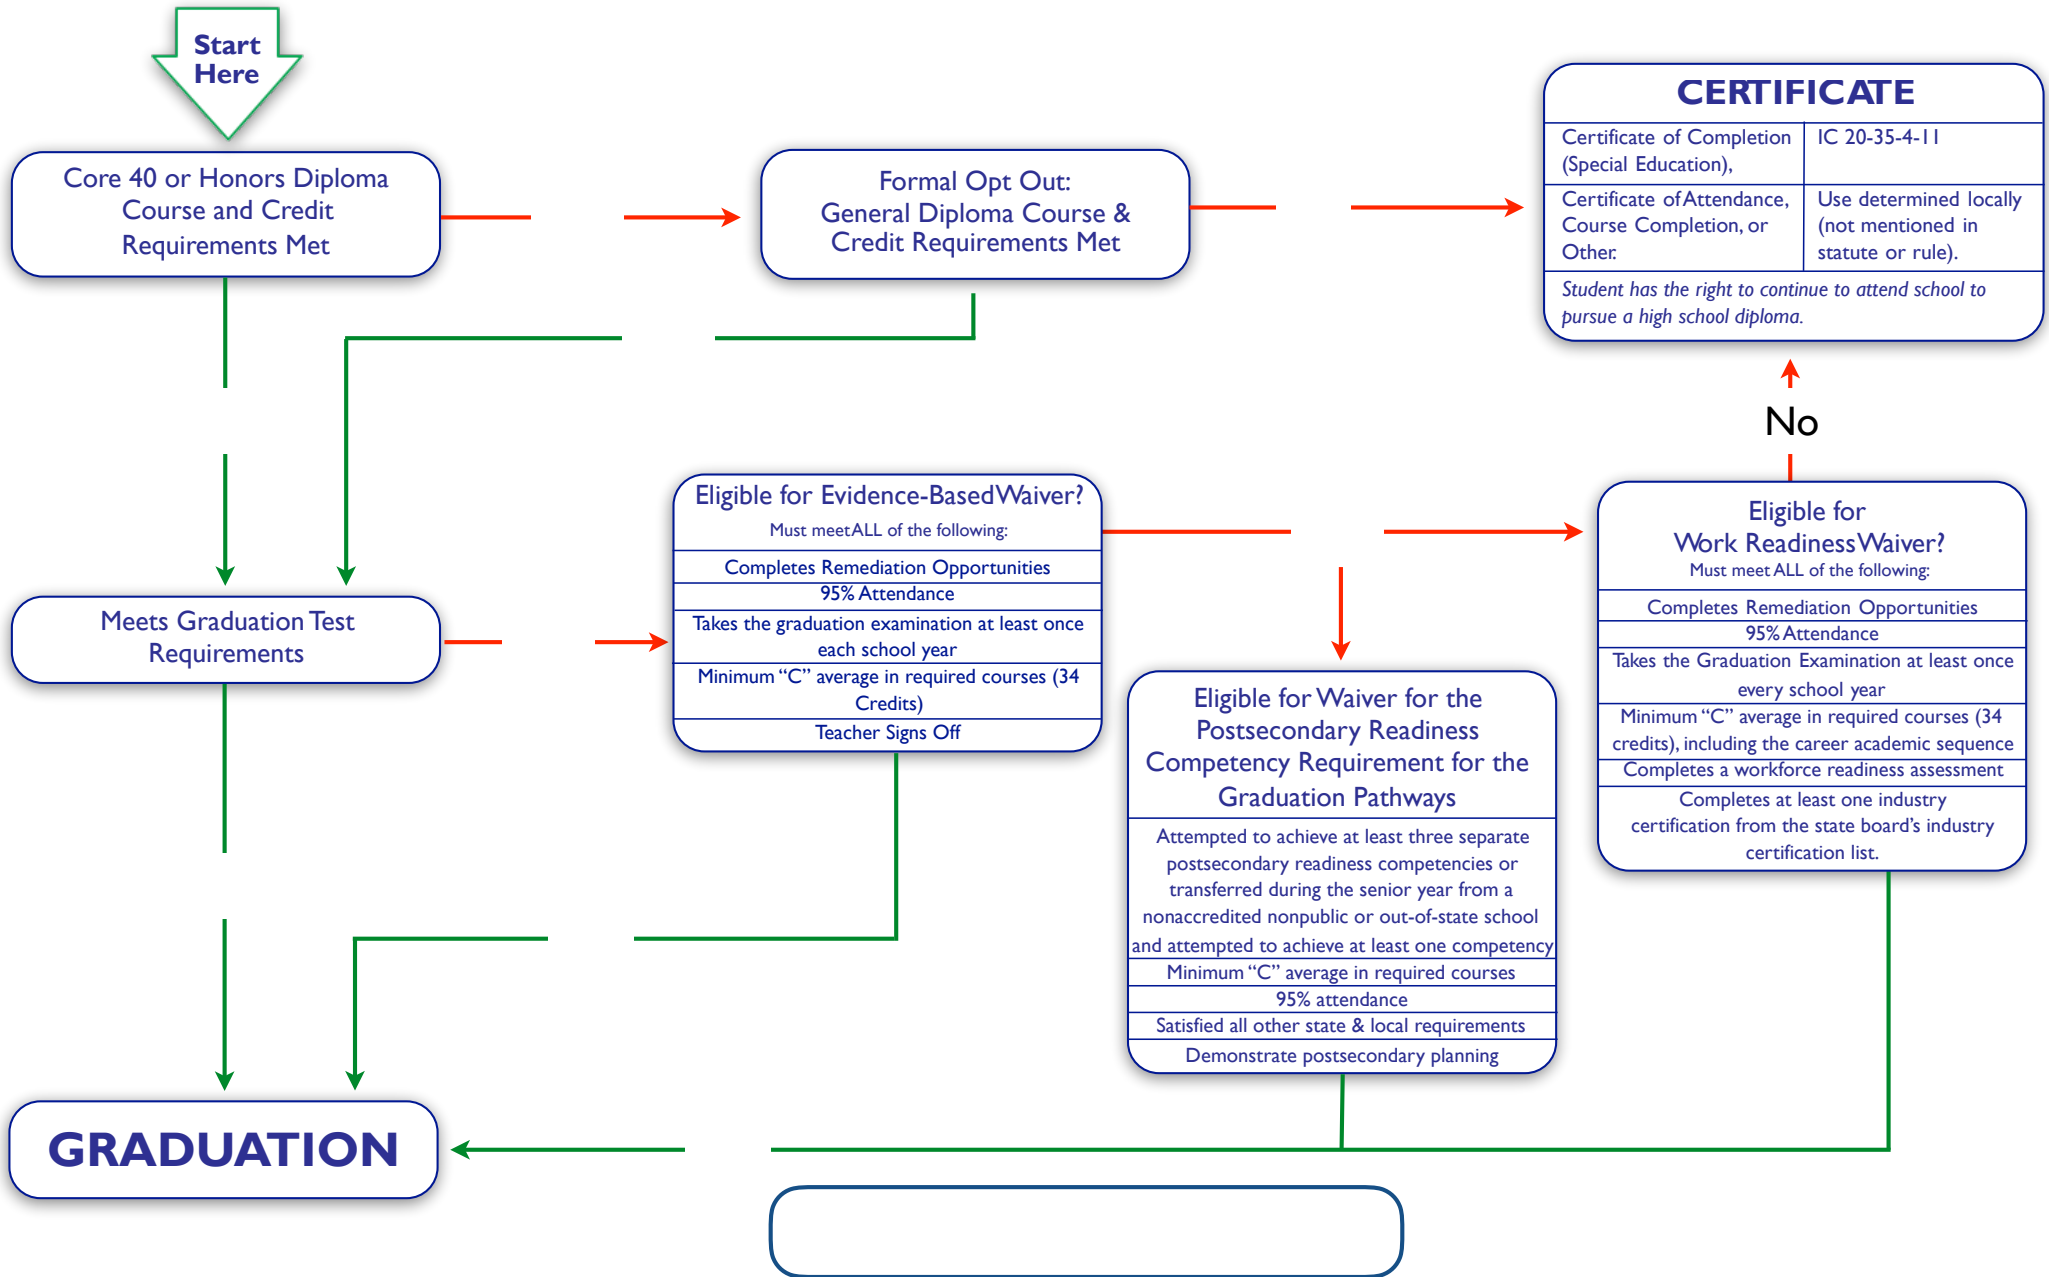 Start
Here
Core 40 or Honors Diploma
Course and Credit
Requirements Met
Formal Opt Out:
General Diploma Course &
Credit Requirements Met
CERTIFICATE
Certificate of Completion
(Special Education),
IC 20-35-4-11
Certificate of Attendance,
Course Completion, or
Other.
Use determined locally
(not mentioned in
statute or rule).
Student has the right to continue to attend school to
pursue a high school diploma.
No
Meets Graduation Test
Requirements
Eligible for Evidence-Based Waiver?
Must meet ALL of the following:
Completes Remediation Opportunities
95% Attendance
Takes the graduation examination at least once
each school year
Minimum “C” average in required courses (34
Credits)
Teacher Signs Off
Eligible for Waiver for the
Postsecondary Readiness
Competency Requirement for the
Graduation Pathways
Attempted to achieve at least three separate
postsecondary readiness competencies or
transferred during the senior year from a
nonaccredited nonpublic or out-of-state school
and attempted to achieve at least one competency
Minimum “C” average in required courses
95% attendance
Satisfied all other state & local requirements
Demonstrate postsecondary planning
Eligible for
Work Readiness Waiver?
Must meet ALL of the following:
Completes Remediation Opportunities
95% Attendance
Takes the Graduation Examination at least once
every school year
Minimum “C” average in required courses (34
credits), including the career academic sequence
Completes a workforce readiness assessment
Completes at least one industry
certification from the state board’s industry
certification list.
GRADUATION